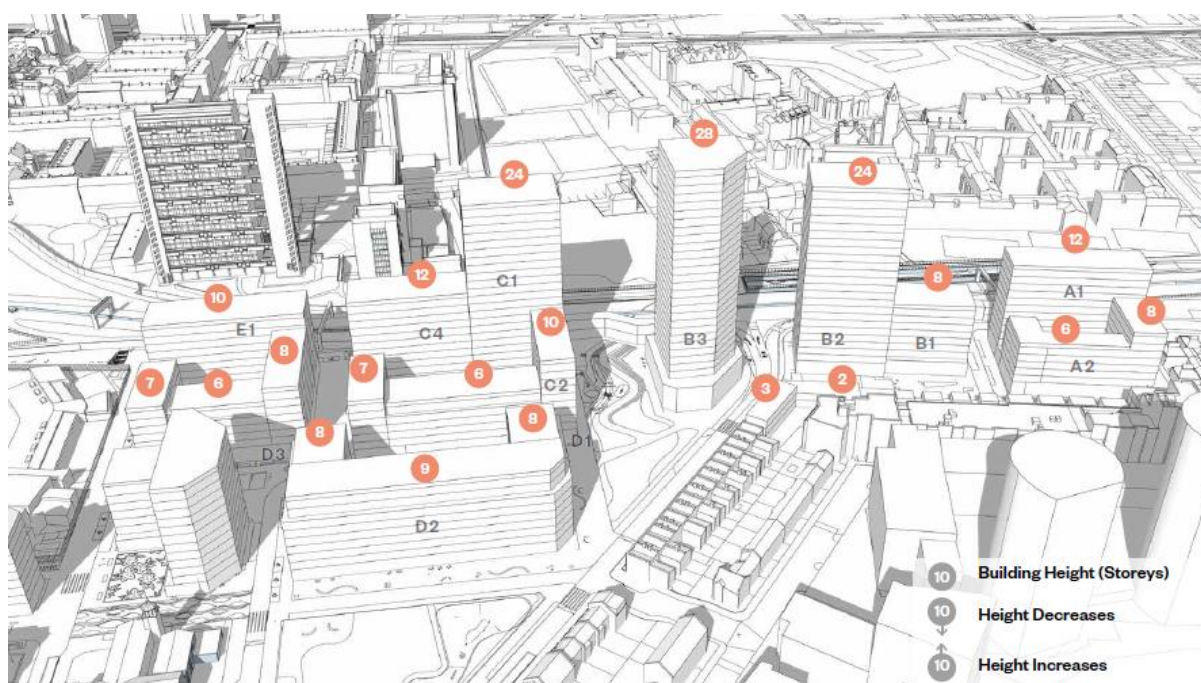 28
24
24
12
12
C1
8
10
10
A1
8
E1
C4
B3
B2
B1
6
8
A2
7
6
7
6
C2
3
2
8
8
D1
D3
9
D2
10 Building Height (Storeys)
10 Height Decreases
10 Height Increases